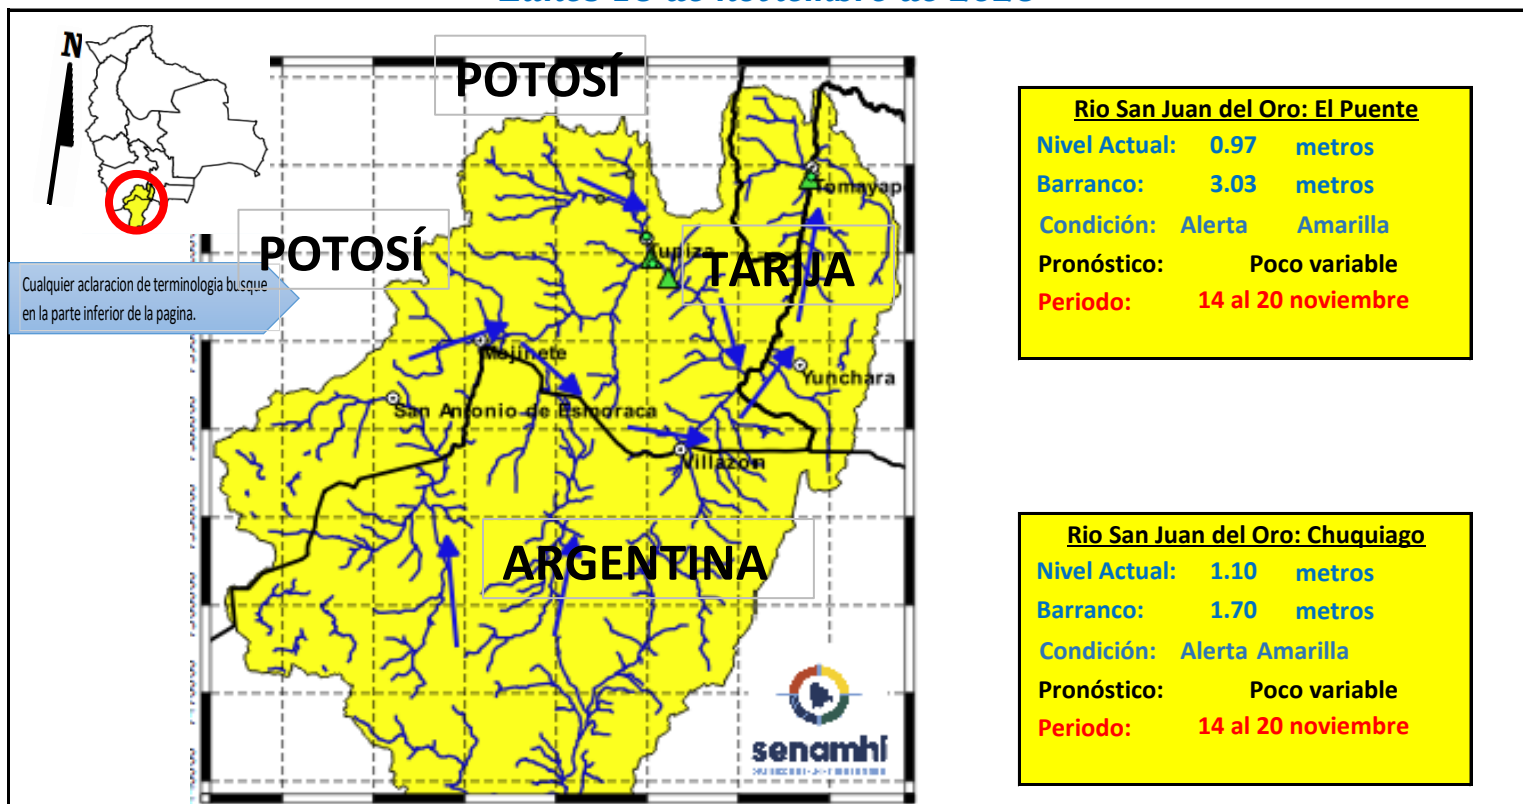 N
POTOSÍ
POTOSÍ
TARIJA
ARGENTINA
Cualquier aclaracion de terminologia busque
en la parte inferior de la pagina.
Tupiza
Yunchara
San Antonio de Esmoraca
Villazon
senamhi
Rio San Juan del Oro: El Puente
Nivel Actual: 0.97 metros
Barranco: 3.03 metros
Condición: Alerta Amarilla
Pronóstico: Poco variable
Periodo: 14 al 20 noviembre
Rio San Juan del Oro: Chuquiago
Nivel Actual: 1.10 metros
Barranco: 1.70 metros
Condición: Alerta Amarilla
Pronóstico: Poco variable
Periodo: 14 al 20 noviembre